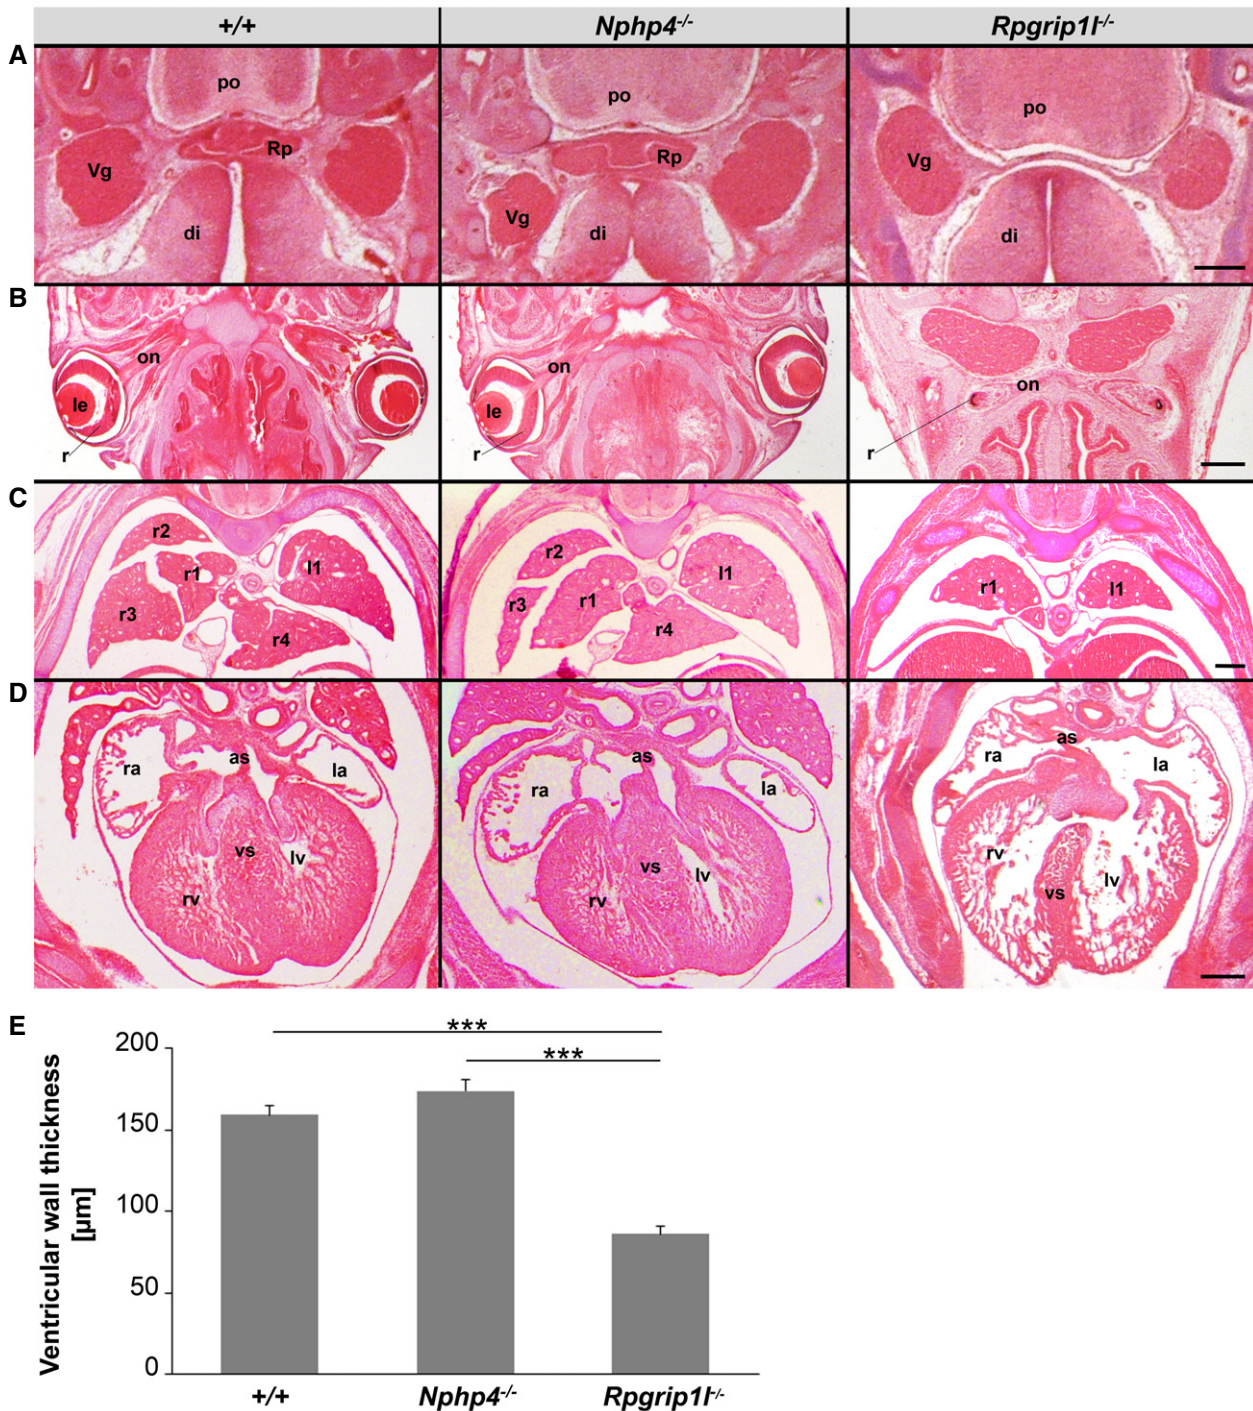 +/+ Nphp4-/- Rpgrip1l-/-
A
po po po
Rp Rp
Vg Vg Vg
di di di
B
on on on
le le
r r r
C
r2 r2
r1 l1 r1 l1 r1 l1
r3 r3
r4 r4
D
as as as
ra la ra la ra la
vs lv vs lv vs lv
rv rv rv
E
***
***
200
150
100
50
0
Ventricular wall thickness
[µm]
+/+ Nphp4-/- Rpgrip1l-/-